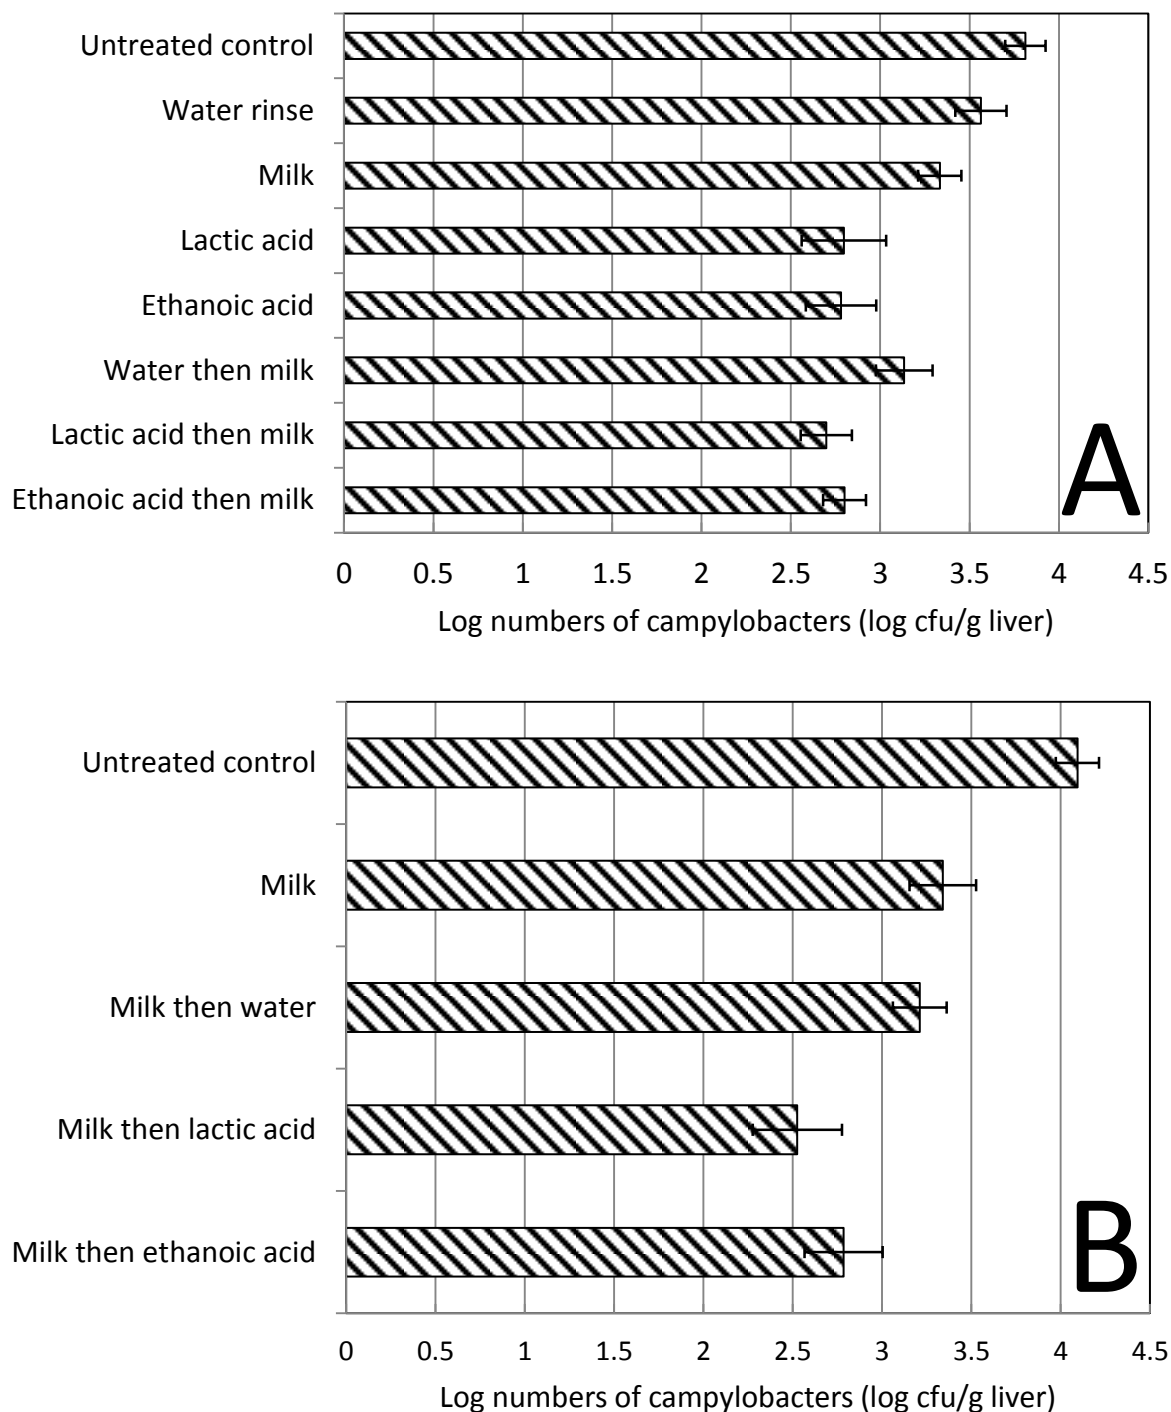 Untreated control
Water rinse
Milk
Lactic acid
Ethanoic acid
Water then milk
Lactic acid then milk
Ethanoic acid then milk
A
0 0.5 1 1.5 2 2.5 3 3.5 4 4.5
Log numbers of campylobacters (log cfu/g liver)
Untreated control
Milk
Milk then water
Milk then lactic acid
Milk then ethanoic acid
B
0 0.5 1 1.5 2 2.5 3 3.5 4 4.5
Log numbers of campylobacters (log cfu/g liver)